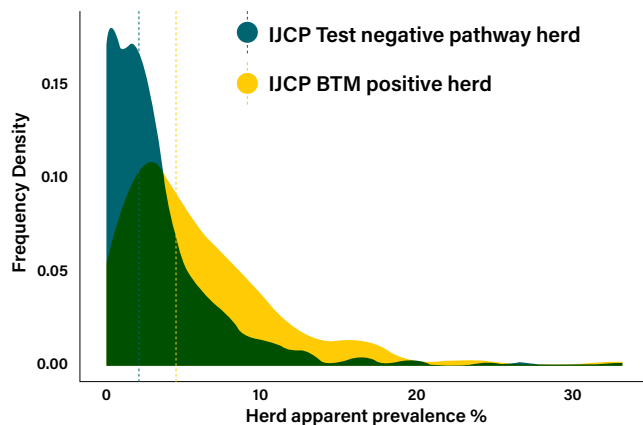 IJCP Test negative pathway herd
IJCP BTM positive herd
Frequency Density
0.15
0.10
0.05
0.00
0 10 20 30
Herd apparent prevalence %